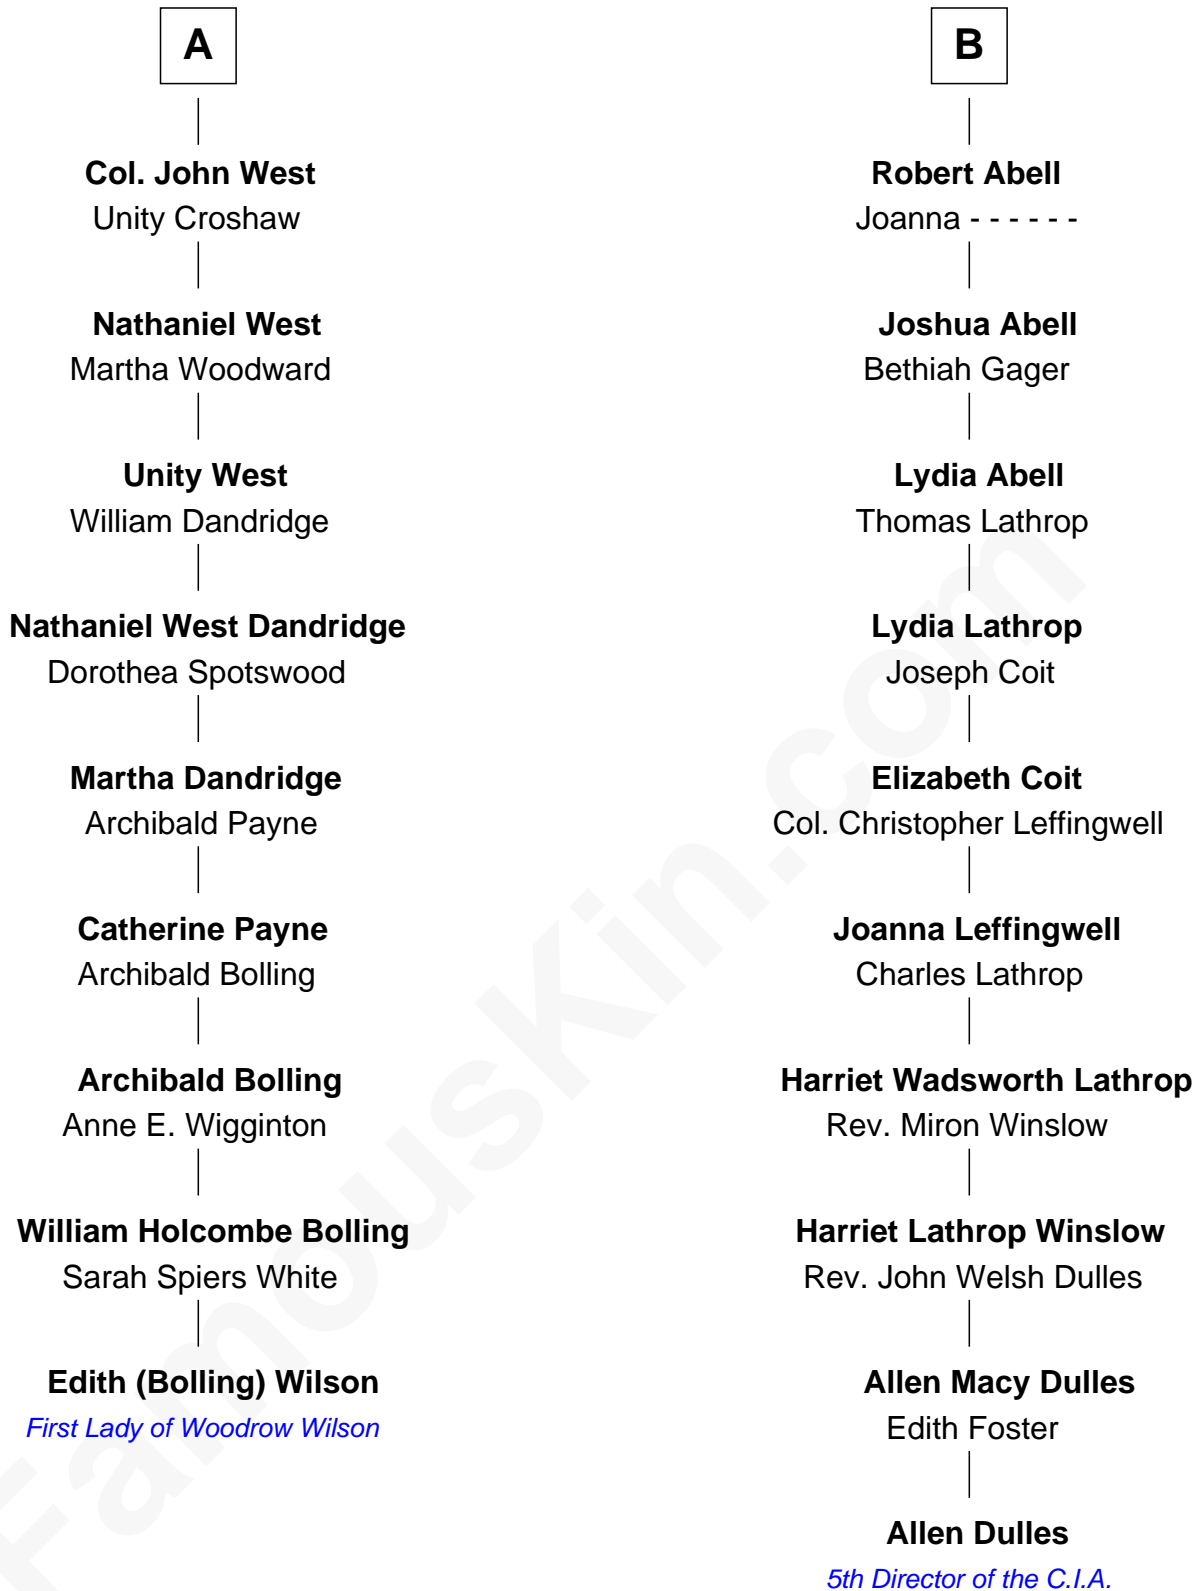 A
Col. John West
Unity Croshaw
Nathaniel West
Martha Woodward
Unity West
William Dandridge
Nathaniel West Dandridge
Dorothea Spotswood
Martha Dandridge
Archibald Payne
Catherine Payne
Archibald Bolling
Archibald Bolling
Anne E. Wigginton
William Holcombe Bolling
Sarah Spiers White
Edith (Bolling) Wilson
First Lady of Woodrow Wilson
B
Robert Abell
Joanna - - - - - -
Joshua Abell
Bethiah Gager
Lydia Abell
Thomas Lathrop
Lydia Lathrop
Joseph Coit
Elizabeth Coit
Col. Christopher Leffingwell
Joanna Leffingwell
Charles Lathrop
Harriet Wadsworth Lathrop
Rev. Miron Winslow
Harriet Lathrop Winslow
Rev. John Welsh Dulles
Allen Macy Dulles
Edith Foster
Allen Dulles
5th Director of the C.I.A.
FamousKin.com